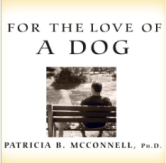 FOR THE LOVE OF
A DOG
PATRICIA B. MCCONNELL, PH.D.